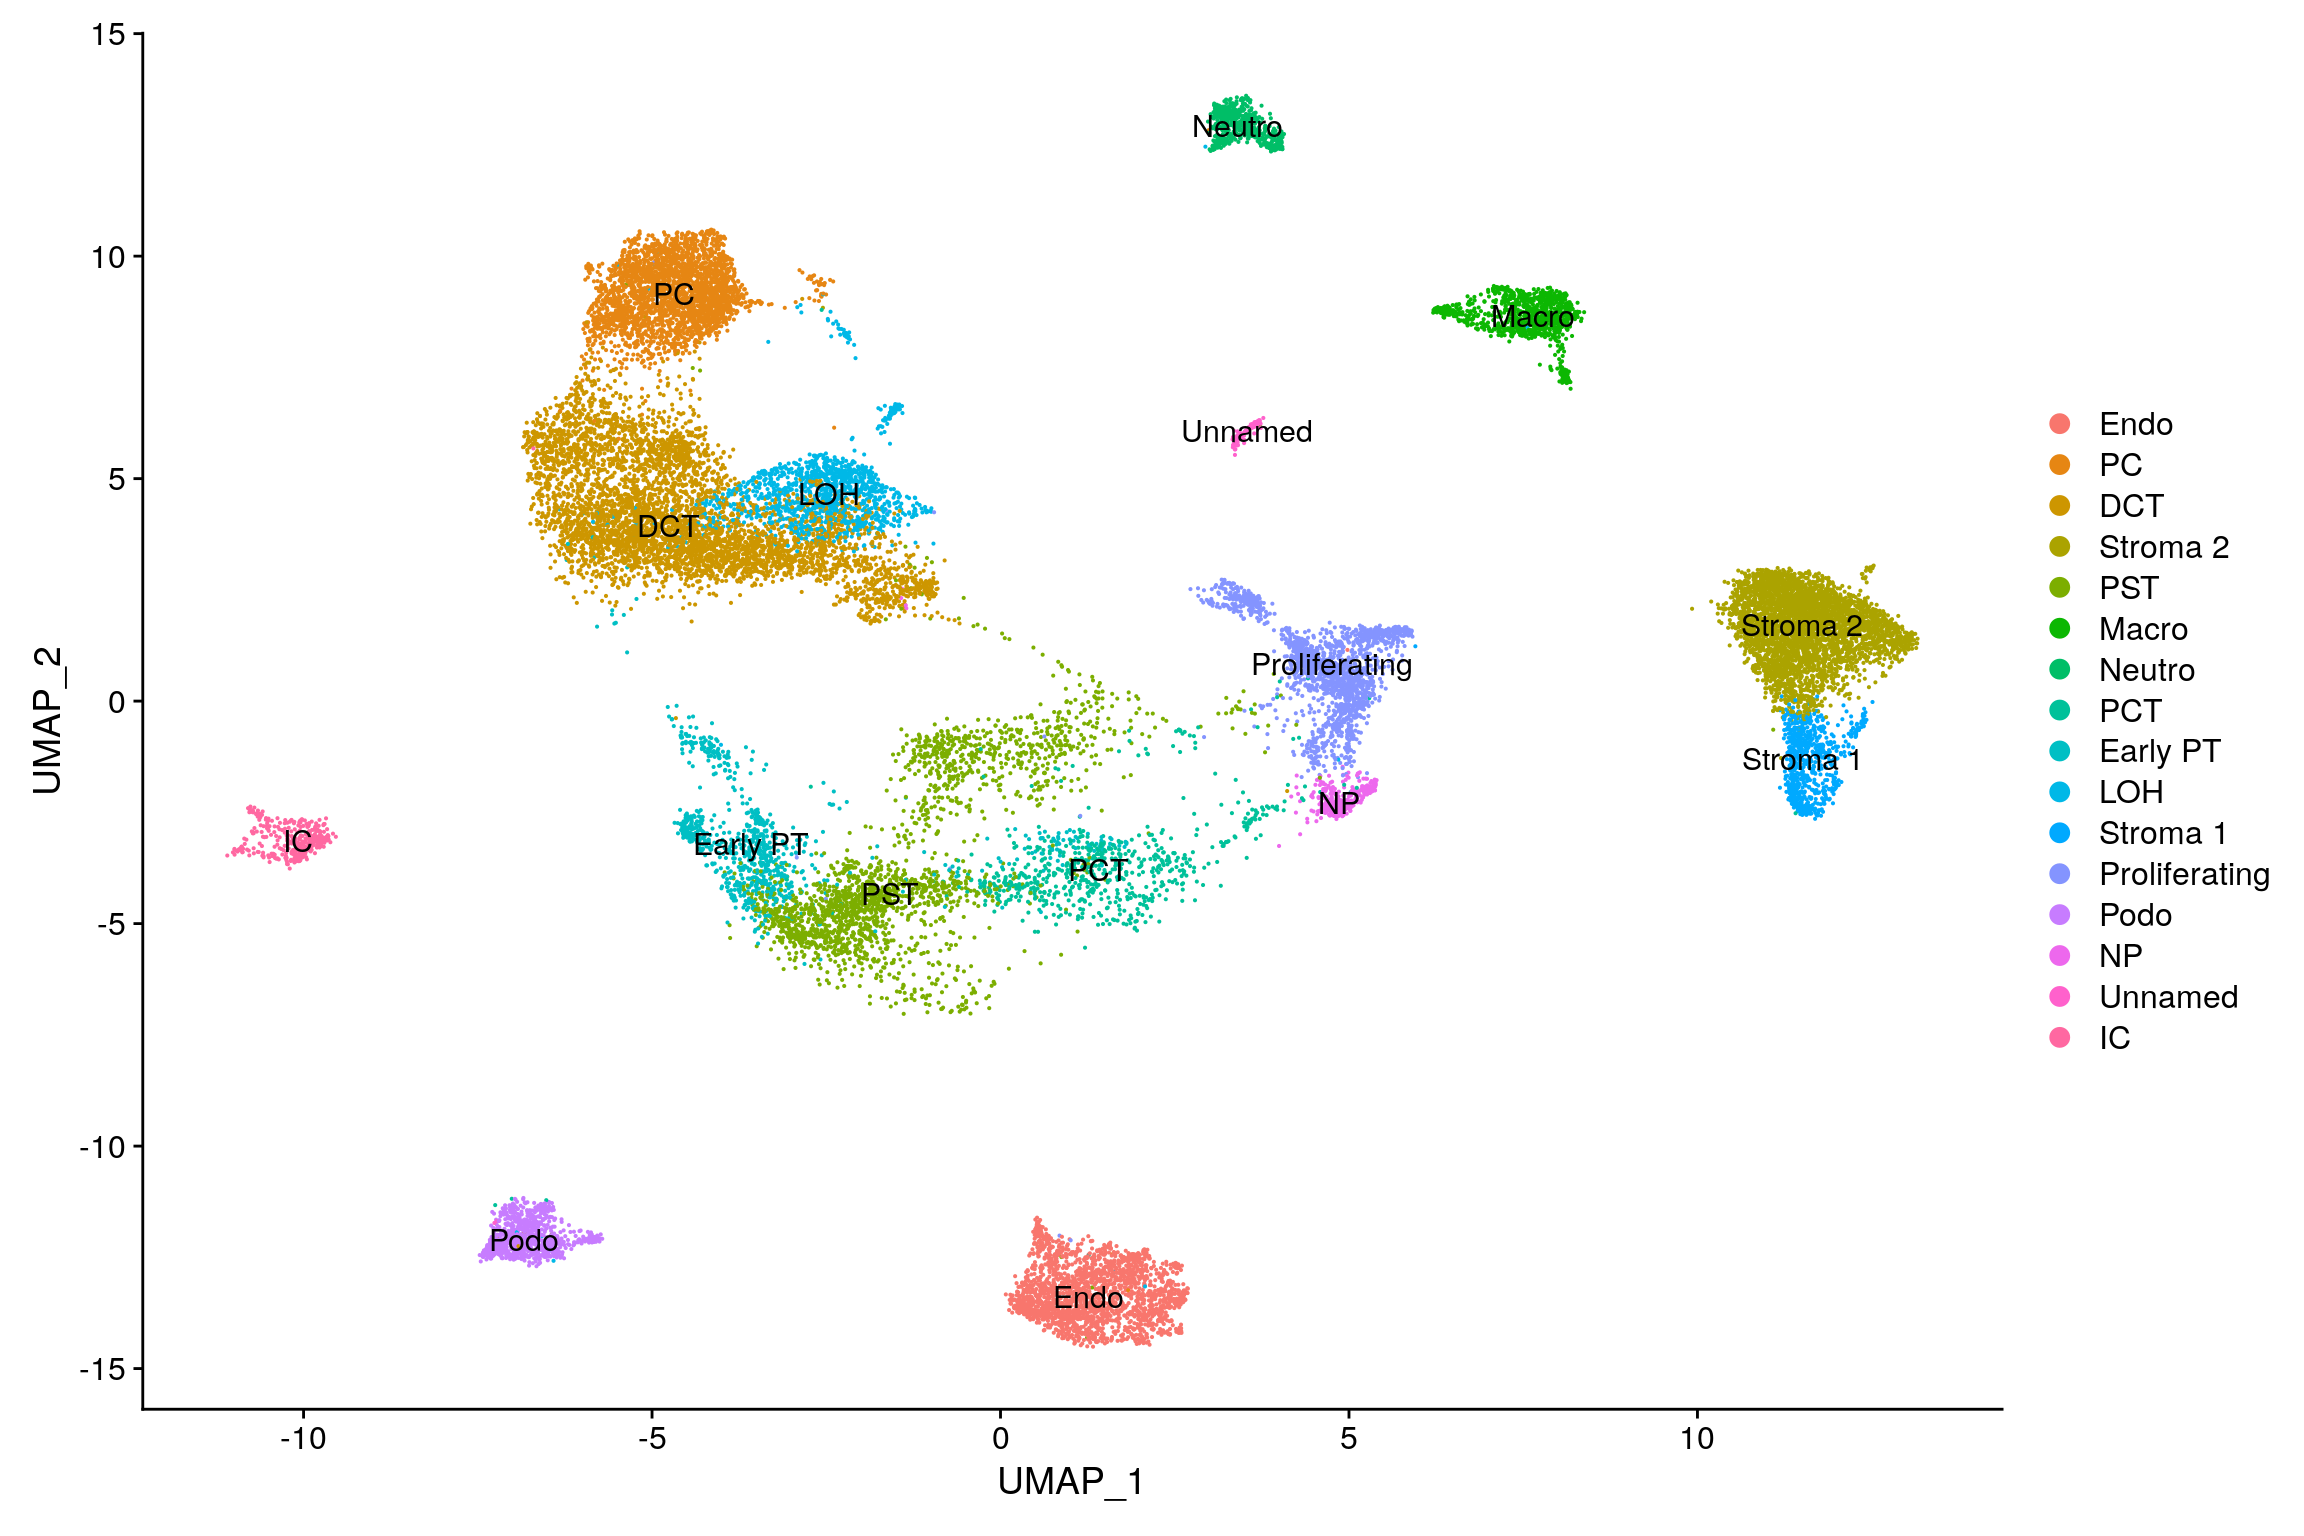 15
10
5
0
-5
-10
-15
UMAP_2
Neutro
PC
Macro
Unnamed
LOH
DCT
Stroma 2
Proliferating
Stroma 1
NP
IC
Early PT
PCT
PST
Podo
Endo
-10
-5
0
5
10
UMAP_1
Endo
PC
DCT
Stroma 2
PST
Macro
Neutro
PCT
Early PT
LOH
Stroma 1
Proliferating
Podo
NP
Unnamed
IC